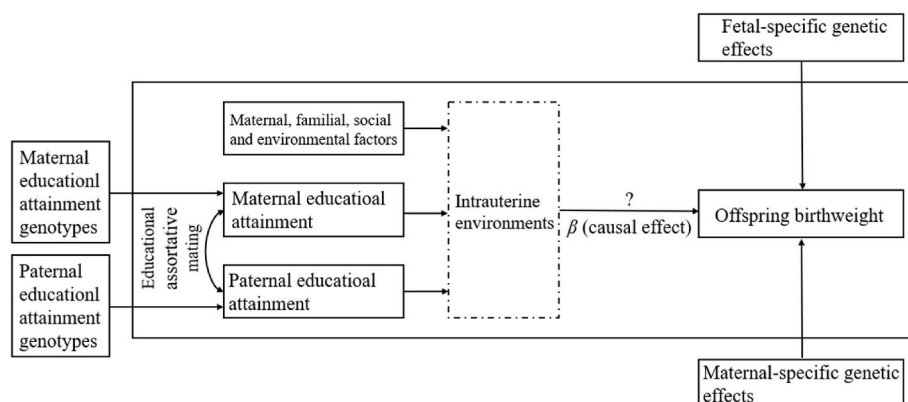 Fetal-specific genetic
effects
Maternal, familial, social
and environmental factors
Maternal
educationl
attainment
genotypes
Maternal educatioal
attainment
Educational
assortative
mating
Paternal
educationl
attainment
genotypes
Paternal educatioal
attainment
Intrauterine
environments
?
β (causal effect)
Offspring birthweight
Maternal-specific genetic
effects